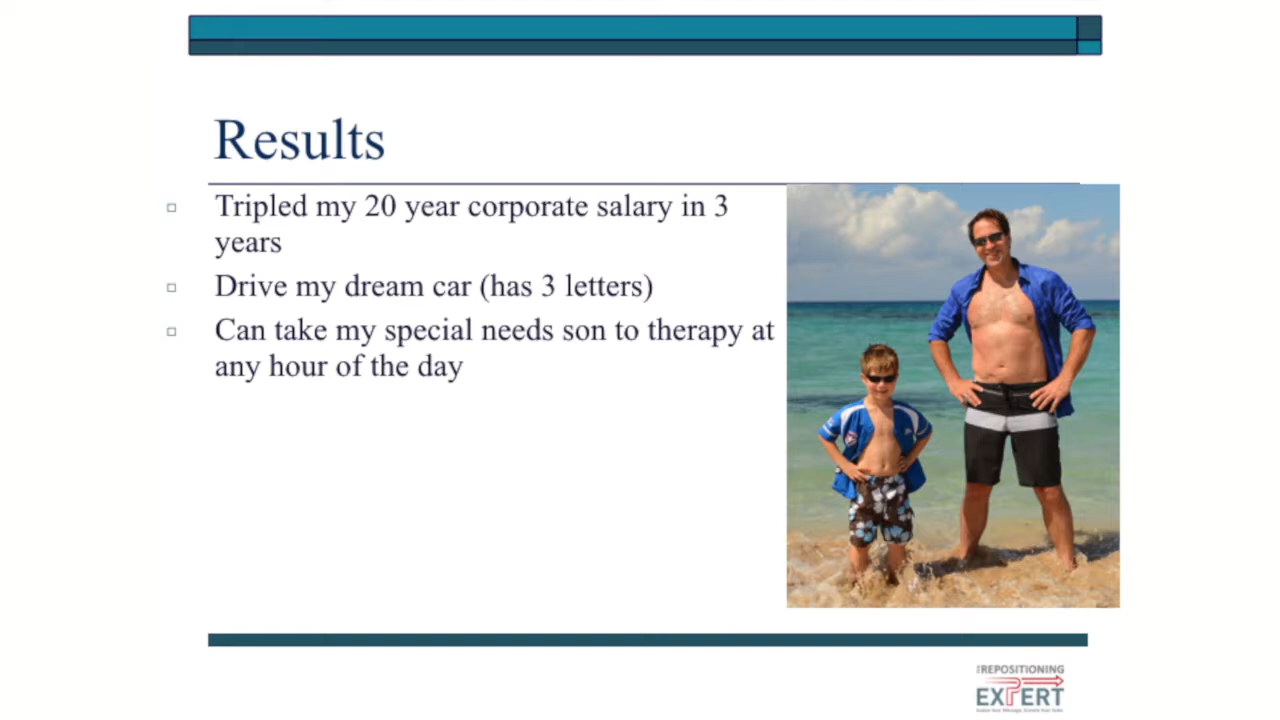 Results
Tripled my 20 year corporate salary in 3
years
Drive my dream car (has 3 letters)
Can take my special needs son to therapy at
any hour of the day
THE REPOSITIONING
EXPERT